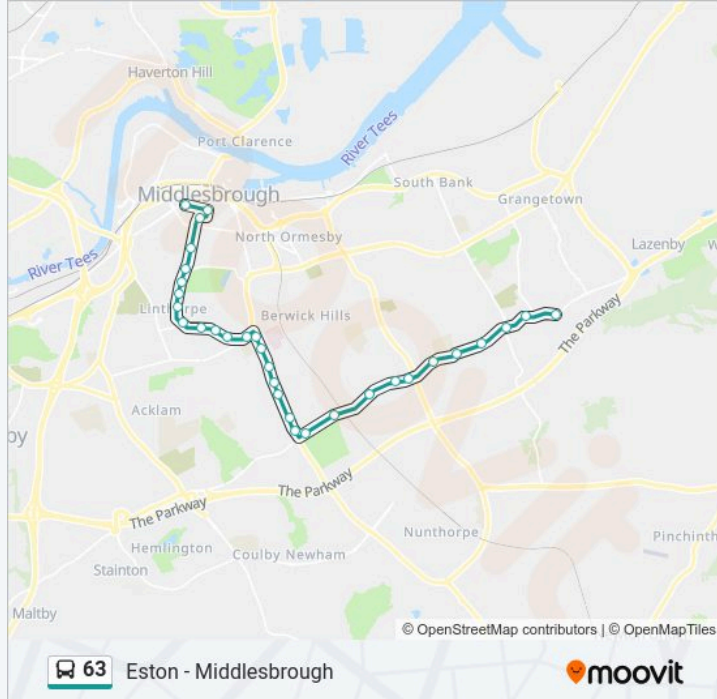 Haverton Hill
Port Clarence
River Tees
Middlesbrough
South Bank
Grangetown
North Ormesby
Lazenby
River Tees
Linthorpe
Berwick Hills
The Parkway
Acklam
The Parkway
The Parkway
Nunthorpe
Hemlington
Coulby Newham
Pinchinth
Stainton
Maltby
© OpenStreetMap contributors | © OpenMapTiles
63 Eston - Middlesbrough
moovit